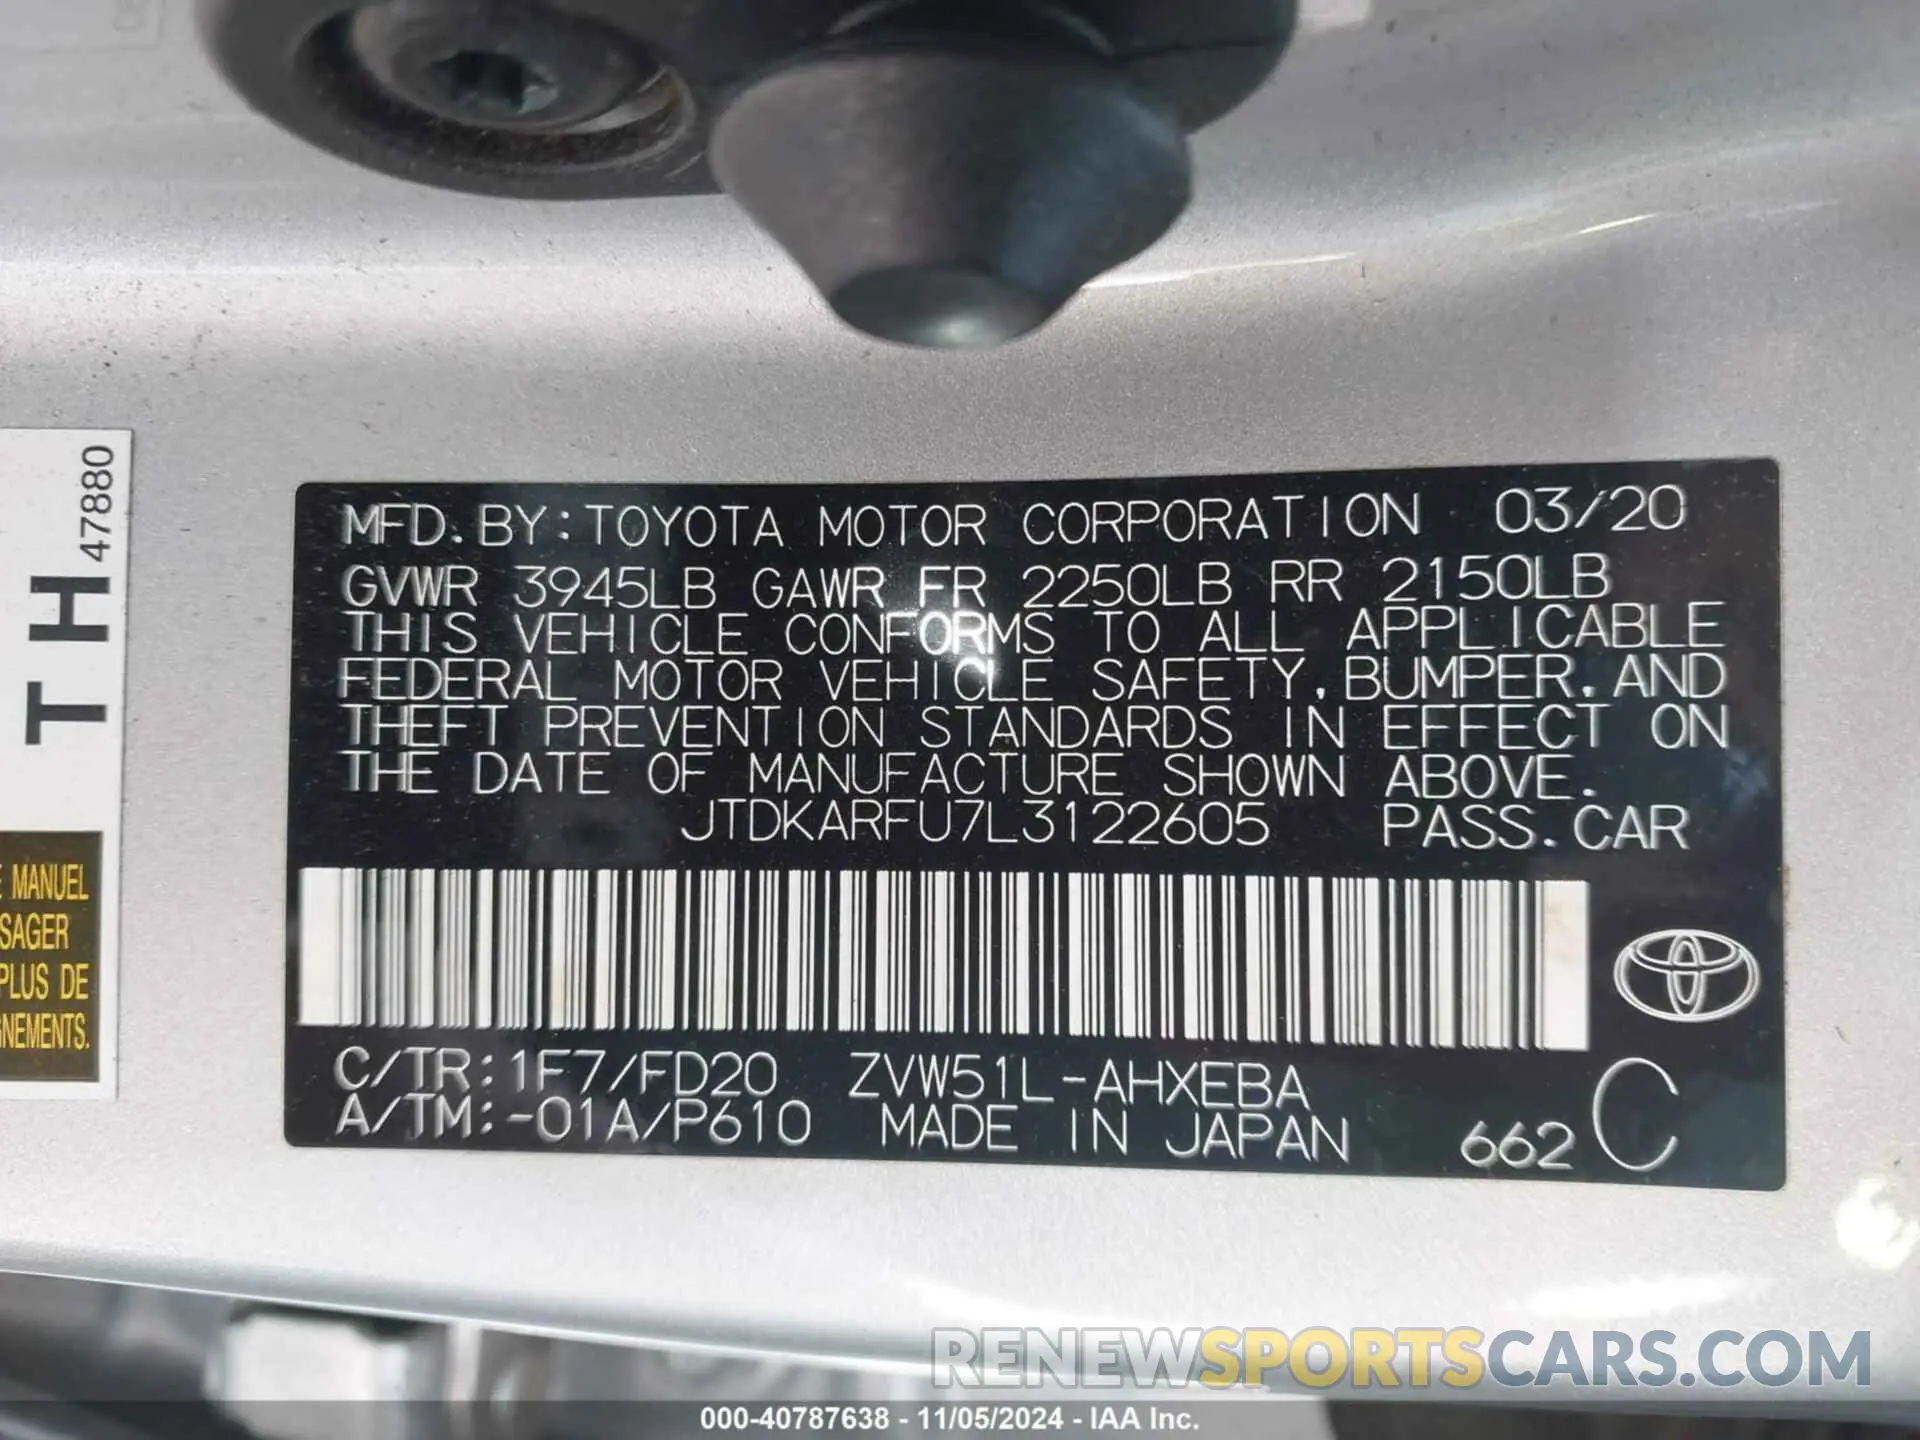 MFD. BY:TOYOTA MOTOR CORPORATION 03/20
GVWR 3945LB GAWR FR 2250LB RR 2150LB
THIS VEHICLE CONFORMS TO ALL APPLICABLE
FEDERAL MOTOR VEHICLE SAFETY, BUMPER, AND
THEFT PREVENTION STANDARDS IN EFFECT ON
THE DATE OF MANUFACTURE SHOWN ABOVE.
JTDKARFU7L3122605 PASS. CAR
C/TR:1F7/FD20 ZVW51L-AHXEBA
A/TM:-01A/P610 MADE IN JAPAN 662 C
TH 47880
MANUEL
PLUS DE
RENEWSPORTSCARS.COM
000-40787638 - 11/05/2024 - IAA Inc.